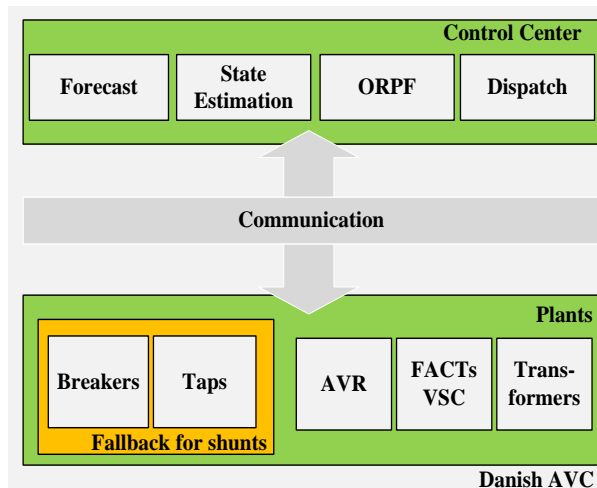 Control Center
Forecast
State
Estimation
ORPF
Dispatch
Communication
Plants
Breakers
Taps
AVR
FACTs
VSC
Trans-
formers
Fallback for shunts
Danish AVC